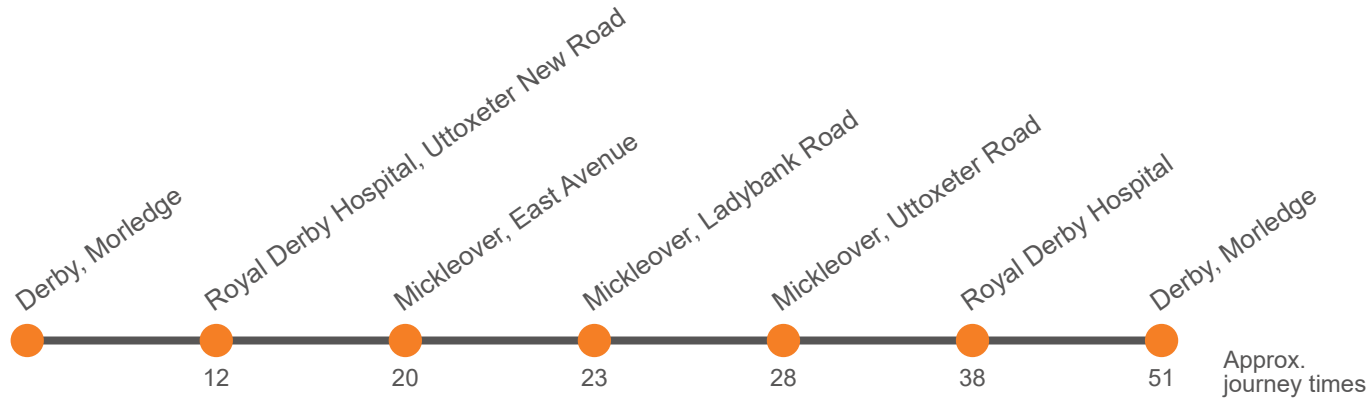 Derby, Morledge
Royal Derby Hospital, Uttoxeter New Road
Mickleover, East Avenue
Mickleover, Ladybank Road
Mickleover, Uttoxeter Road
Royal Derby Hospital
Derby, Morledge
12
20
23
28
38
51
Approx.
journey times